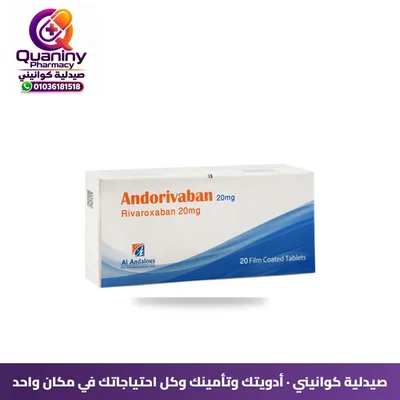 Quaniny
Pharmacy
صيدلية كوانيني
01036181518
Andorivaban 20mg
Rivaroxaban 20mg
Al Andalous
20 Film Coated Tablets
صيدلية كوانيني - أدويتك وتأمينك وكل احتياجاتك في مكان واحد